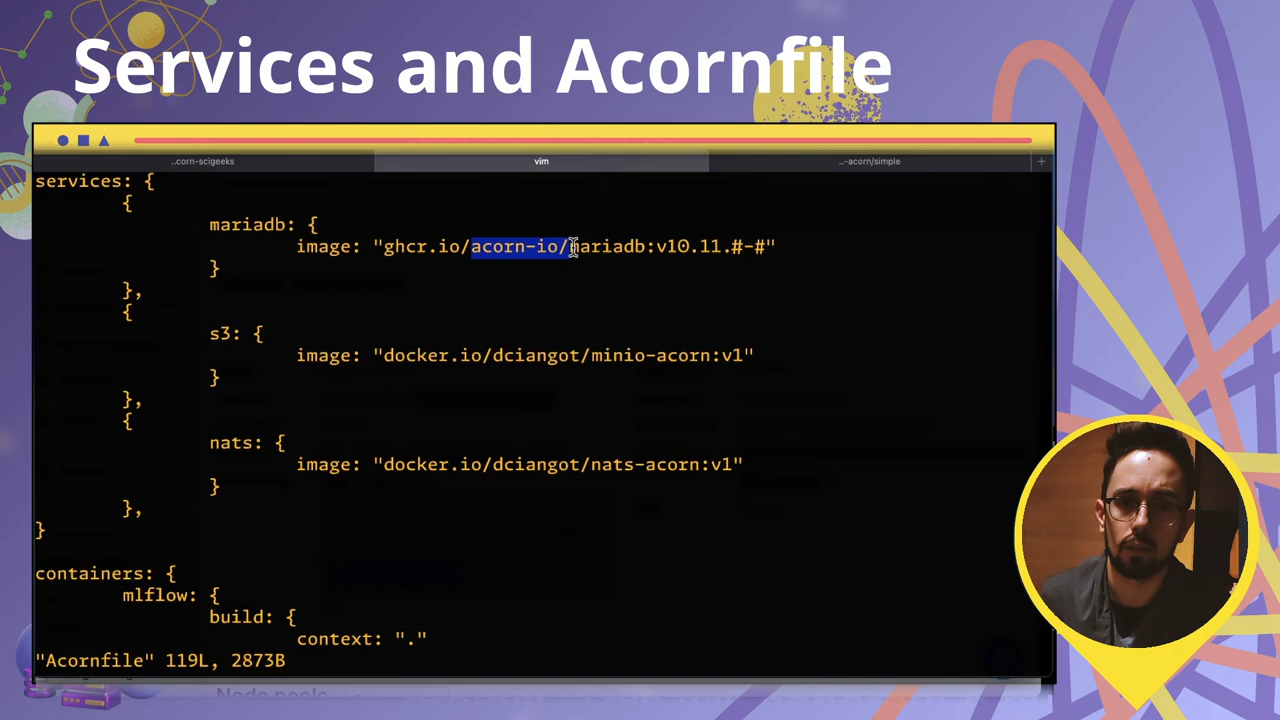 Services and Acornfile
..corn-scigeeks
vim
..-acorn/simple
+
services: {
{
mariadb: {
image: "ghcr.io/acorn-io/mariadb:v10.11.#-#"
}
},
{
s3: {
image: "docker.io/dciangot/minio-acorn:v1"
}
},
{
nats: {
image: "docker.io/dciangot/nats-acorn:v1"
}
},
}
containers: {
mlflow: {
build: {
context: "."
"Acornfile" 119L, 2873B
Node pools